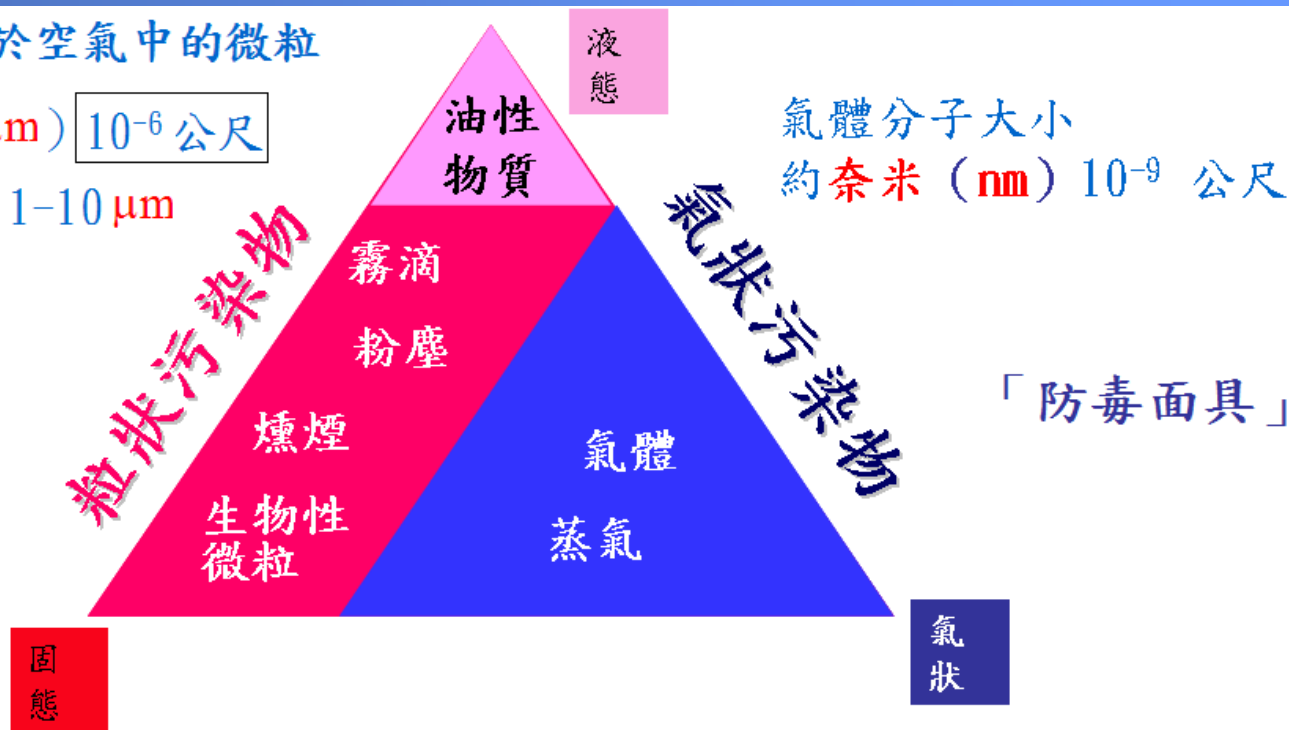 於空氣中的微粒
μm) 10⁻⁶ 公尺
1-10 μm
液
態
油性
物質
氣體分子大小
約奈米 (nm) 10⁻⁹ 公尺
粒狀污染物
氣狀污染物
霧滴
粉塵
燻煙
生物性
微粒
氣體
蒸氣
「防毒面具」
固
態
氣
狀